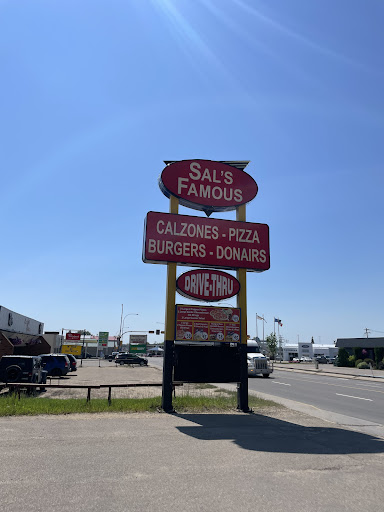 SAL'S
FAMOUS
CALZONES - PIZZA
BURGERS - DONAIRS
DRIVE-THRU